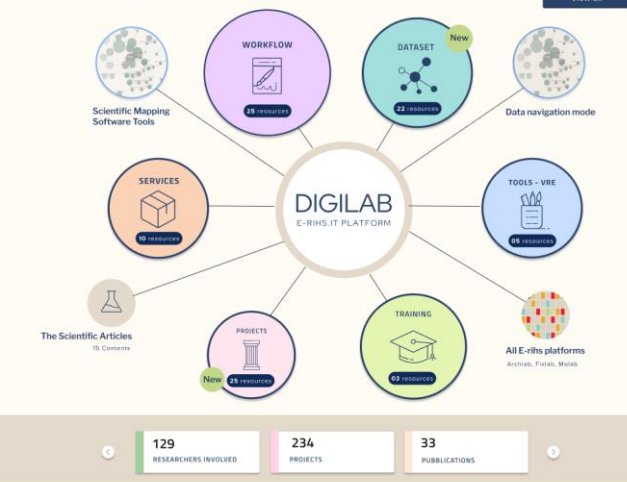 WORKFLOW
25 resources
DATASET
New
22 resources
Scientific Mapping
Software Tools
Data navigation mode
SERVICES
10 resources
DIGILAB
E-RIHS.IT PLATFORM
TOOLS - VRE
05 resources
The Scientific Articles
15 Contents
PROJECTS
New
25 resources
TRAINING
03 resources
All E-rihs platforms
Archlab, Fixlab, Molab
129
RESEARCHERS INVOLVED
234
PROJECTS
33
PUBBLICATIONS